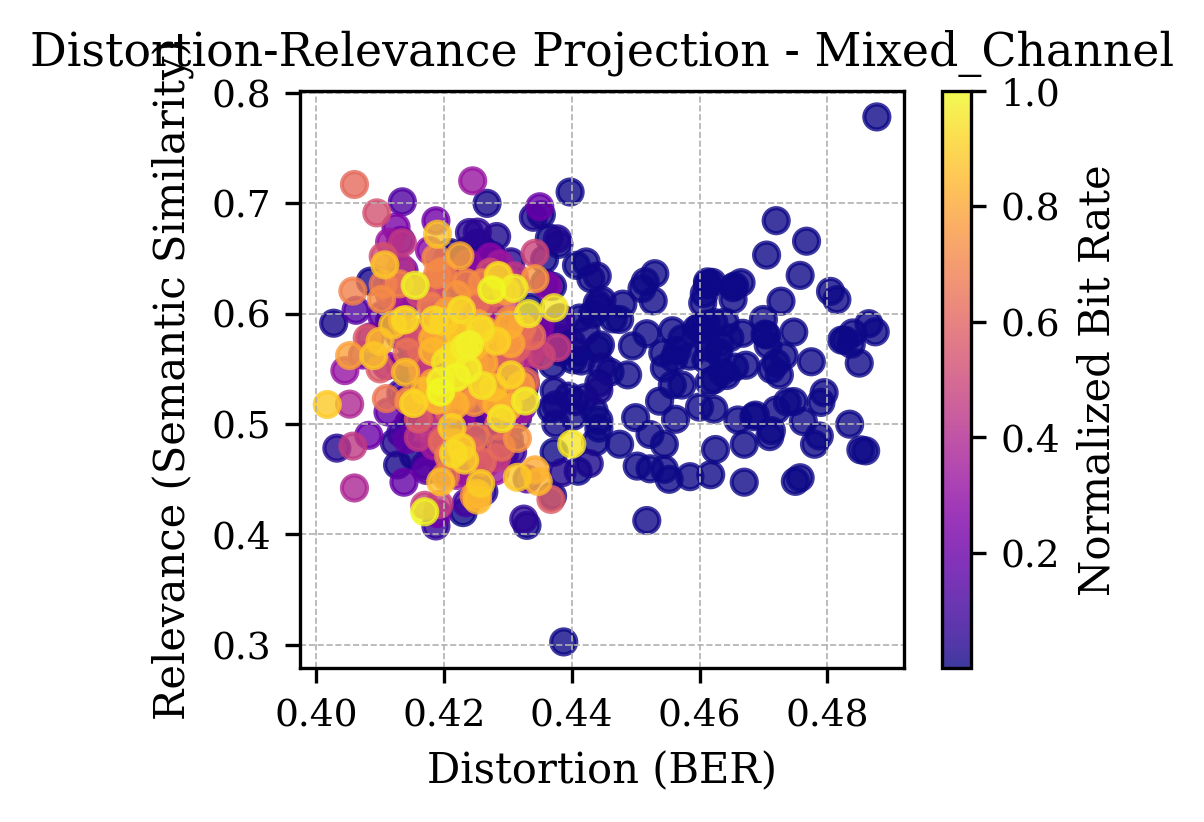 Distortion-Relevance Projection - Mixed_Channel
Relevance (Semantic Similarity)
0.8
0.7
0.6
0.5
0.4
0.3
0.40 0.42 0.44 0.46 0.48
Distortion (BER)
1.0
0.8
0.6
0.4
0.2
Normalized Bit Rate